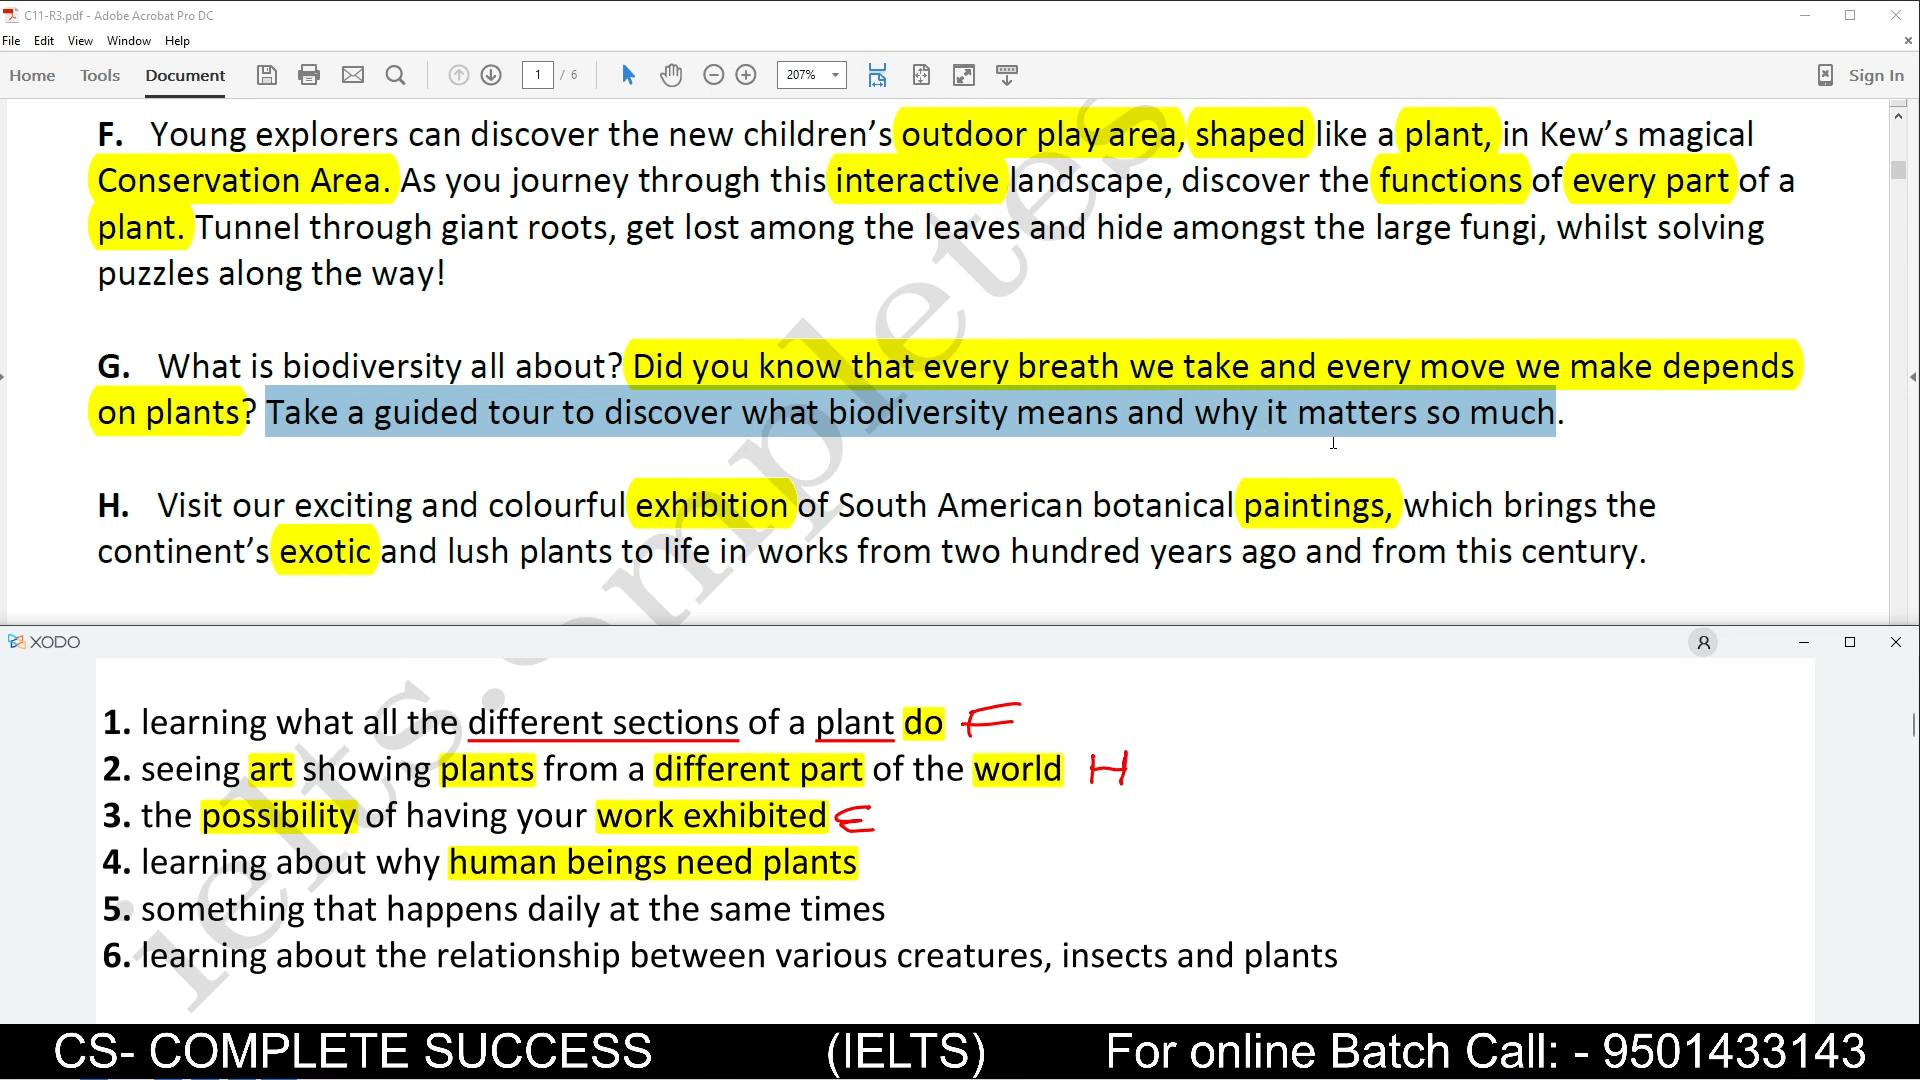 C11-R3.pdf - Adobe Acrobat Pro DC
File Edit View Window Help
Home Tools Document 1 / 6 207% Sign In
F. Young explorers can discover the new children's outdoor play area, shaped like a plant, in Kew's magical
Conservation Area. As you journey through this interactive landscape, discover the functions of every part of a
plant. Tunnel through giant roots, get lost among the leaves and hide amongst the large fungi, whilst solving
puzzles along the way!
G. What is biodiversity all about? Did you know that every breath we take and every move we make depends
on plants? Take a guided tour to discover what biodiversity means and why it matters so much.
H. Visit our exciting and colourful exhibition of South American botanical paintings, which brings the
continent's exotic and lush plants to life in works from two hundred years ago and from this century.
XODO
1. learning what all the different sections of a plant do F
2. seeing art showing plants from a different part of the world H
3. the possibility of having your work exhibited E
4. learning about why human beings need plants
5. something that happens daily at the same times
6. learning about the relationship between various creatures, insects and plants
ielts.completes
CS- COMPLETE SUCCESS (IELTS) For online Batch Call: - 9501433143